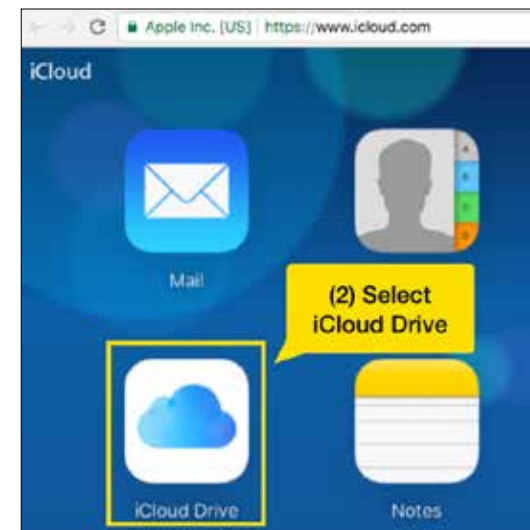 Apple Inc. [US] https://www.icloud.com
iCloud
Mail
(2) Select
iCloud Drive
iCloud Drive
Notes